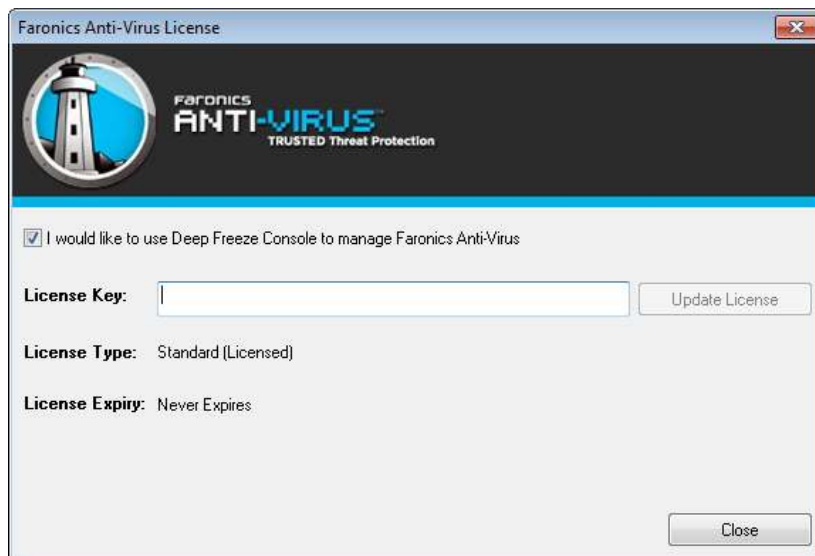 Faronics Anti-Virus License
FARONICS
ANTI-VIRUS™
TRUSTED Threat Protection
I would like to use Deep Freeze Console to manage Faronics Anti-Virus
License Key: Update License
License Type: Standard (Licensed)
License Expiry: Never Expires
Close